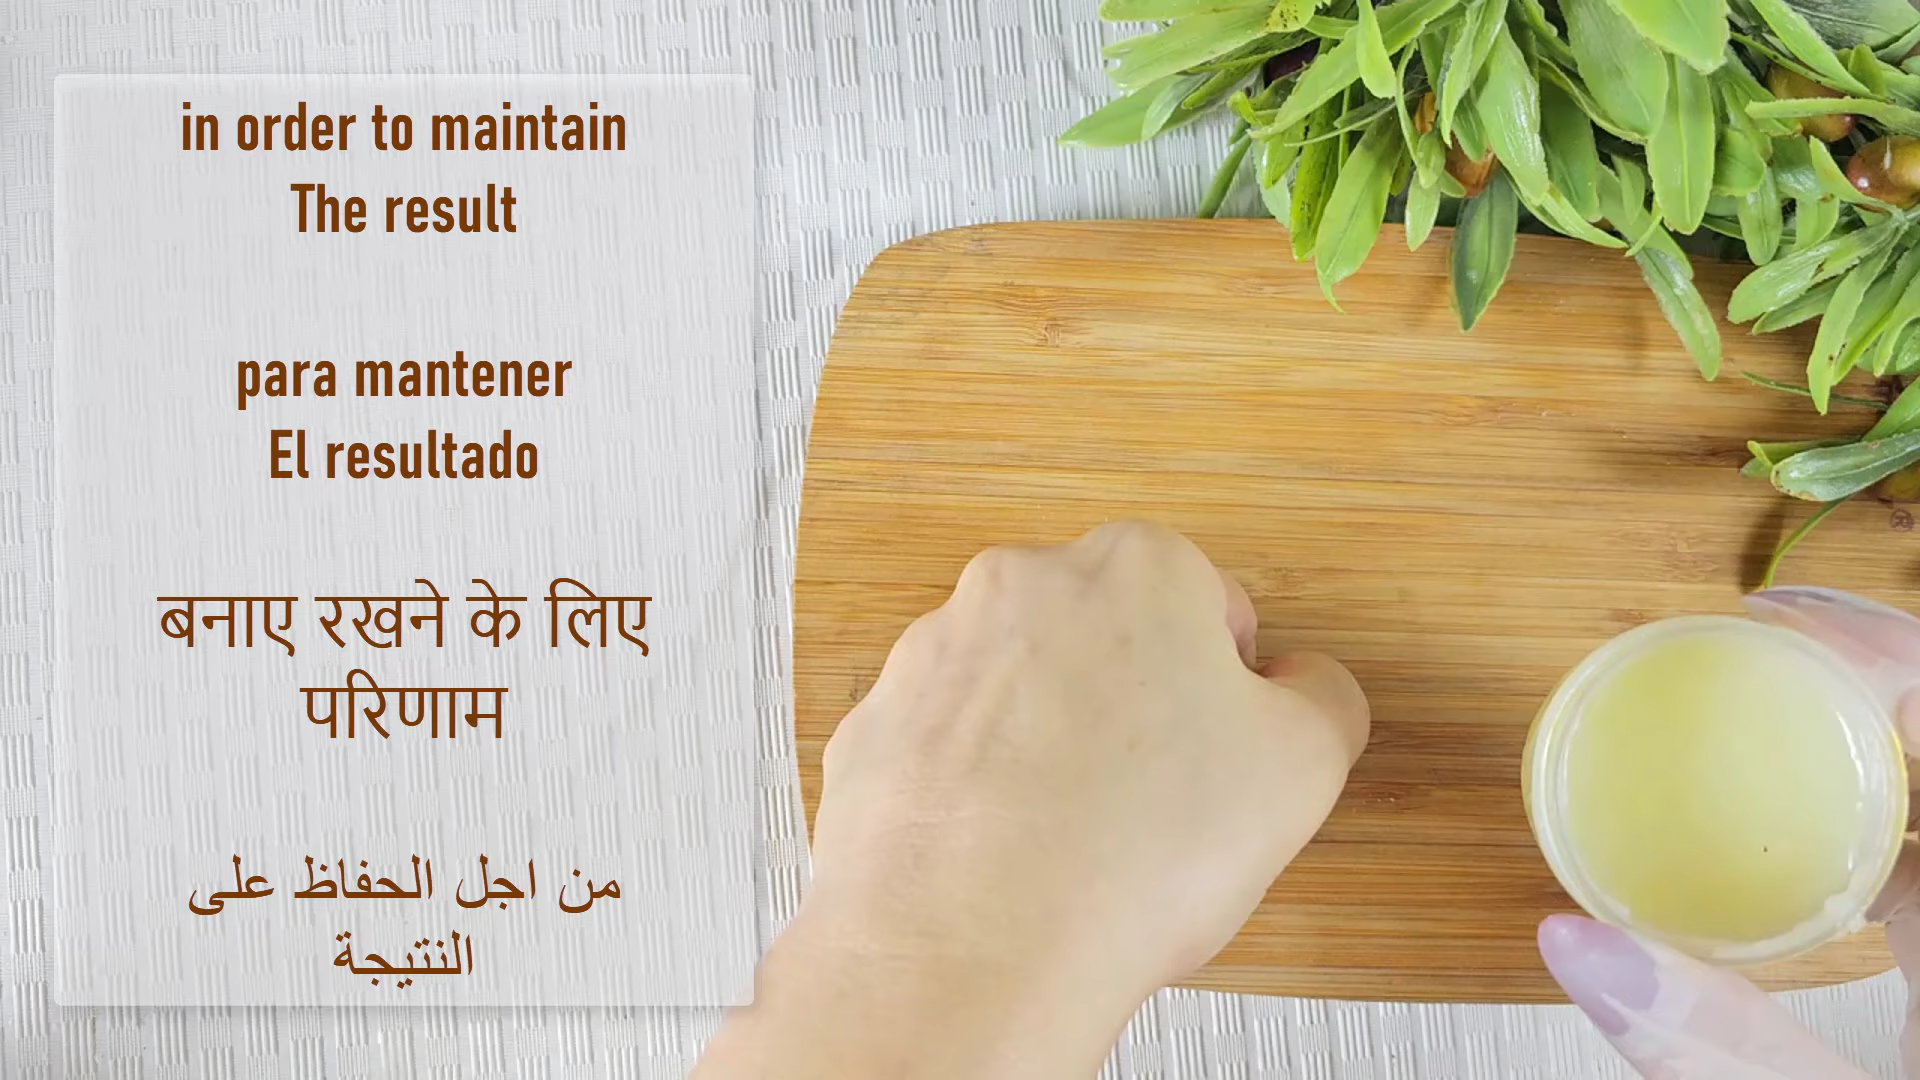 in order to maintain
The result
para mantener
El resultado
बनाए रखने के लिए
परिणाम
من اجل الحفاظ على
النتيجة
®